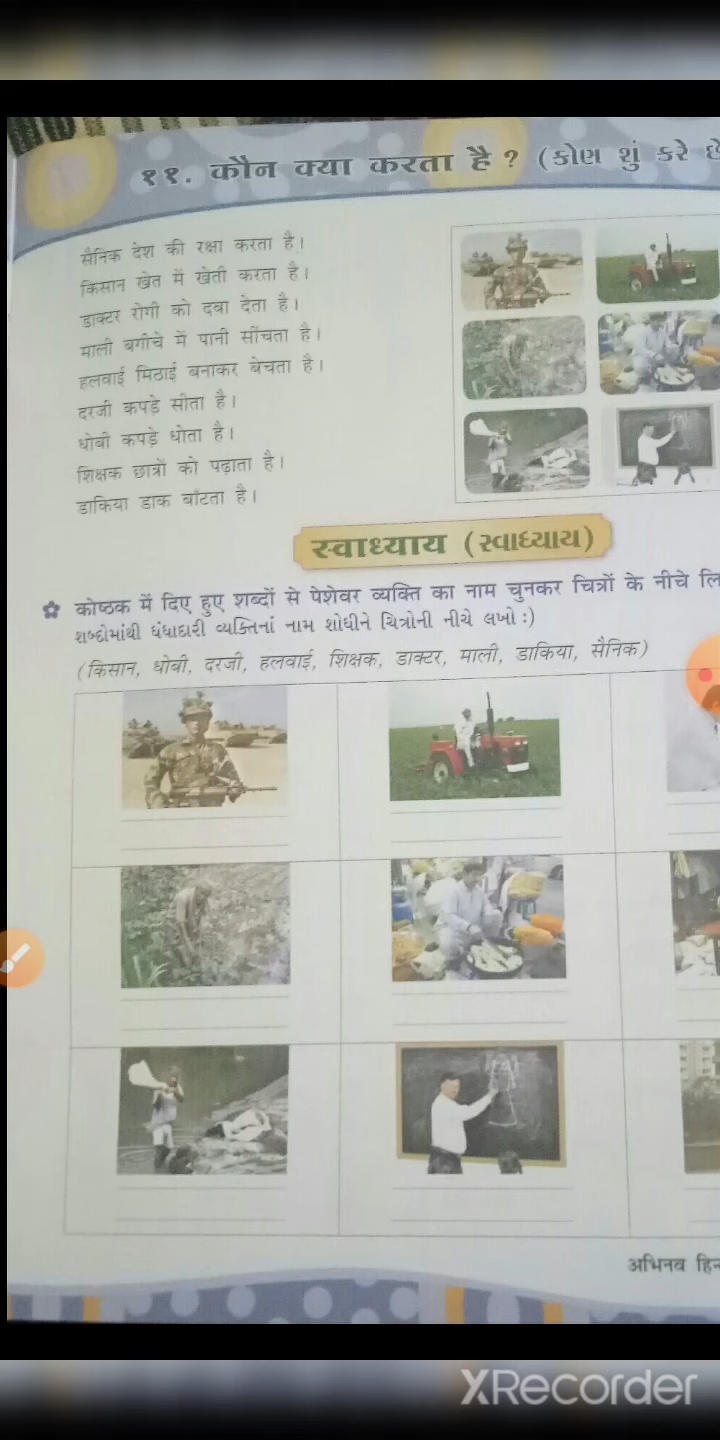 ११. कौन क्या करता है ? (કોણ શું કરે છે
सैनिक देश की रक्षा करता है।
किसान खेत में खेती करता है।
डाक्टर रोगी को दवा देता है।
माली बगीचे में पानी सींचता है।
हलवाई मिठाई बनाकर बेचता है।
दरजी कपड़े सीता है।
धोबी कपड़े धोता है।
शिक्षक छात्रों को पढ़ाता है।
डाकिया डाक बाँटता है।
स्वाध्याय (સ્વાધ્યાય)
कोष्ठक में दिए हुए शब्दों से पेशेवर व्यक्ति का नाम चुनकर चित्रों के नीचे लि
શબ્દોમાંથી ધંધાદારી વ્યક્તિનાં નામ શોધીને ચિત્રોની નીચે લખો :)
(किसान, धोबी, दरजी, हलवाई, शिक्षक, डाक्टर, माली, डाकिया, सैनिक)
अभिनव हिन
XRecorder